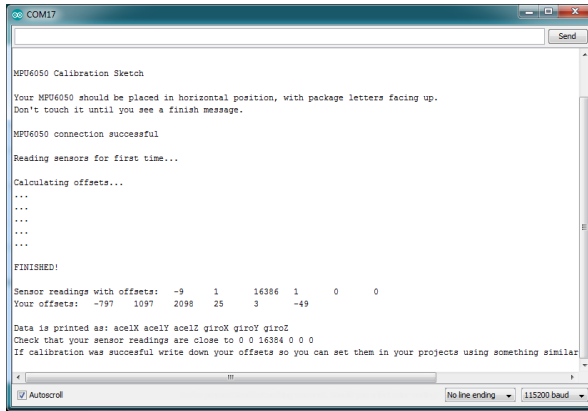 COM17
Send
MPU6050 Calibration Sketch
Your MPU6050 should be placed in horizontal position, with package letters facing up.
Don't touch it until you see a finish message.
MPU6050 connection successful
Reading sensors for first time...
Calculating offsets...
...
...
...
...
...
FINISHED!
Sensor readings with offsets: -9 1 16386 1 0 0
Your offsets: -797 1097 2098 25 3 -49
Data is printed as: acelX acelY acelZ giroX giroY giroZ
Check that your sensor readings are close to 0 0 16384 0 0 0
If calibration was succesful write down your offsets so you can set them in your projects using something similar
Autoscroll No line ending 115200 baud